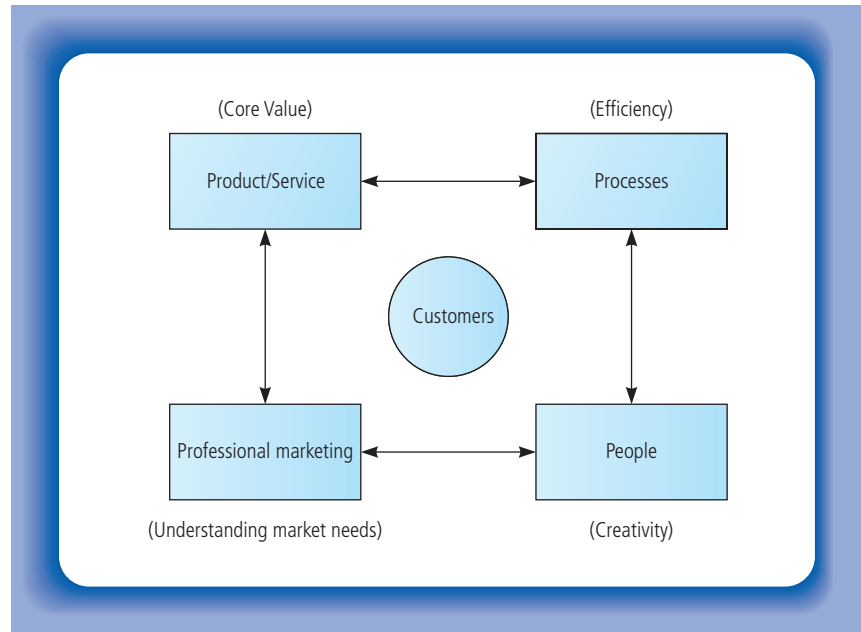 (Core Value)
(Efficiency)
Product/Service
Processes
Customers
Professional marketing
People
(Understanding market needs)
(Creativity)